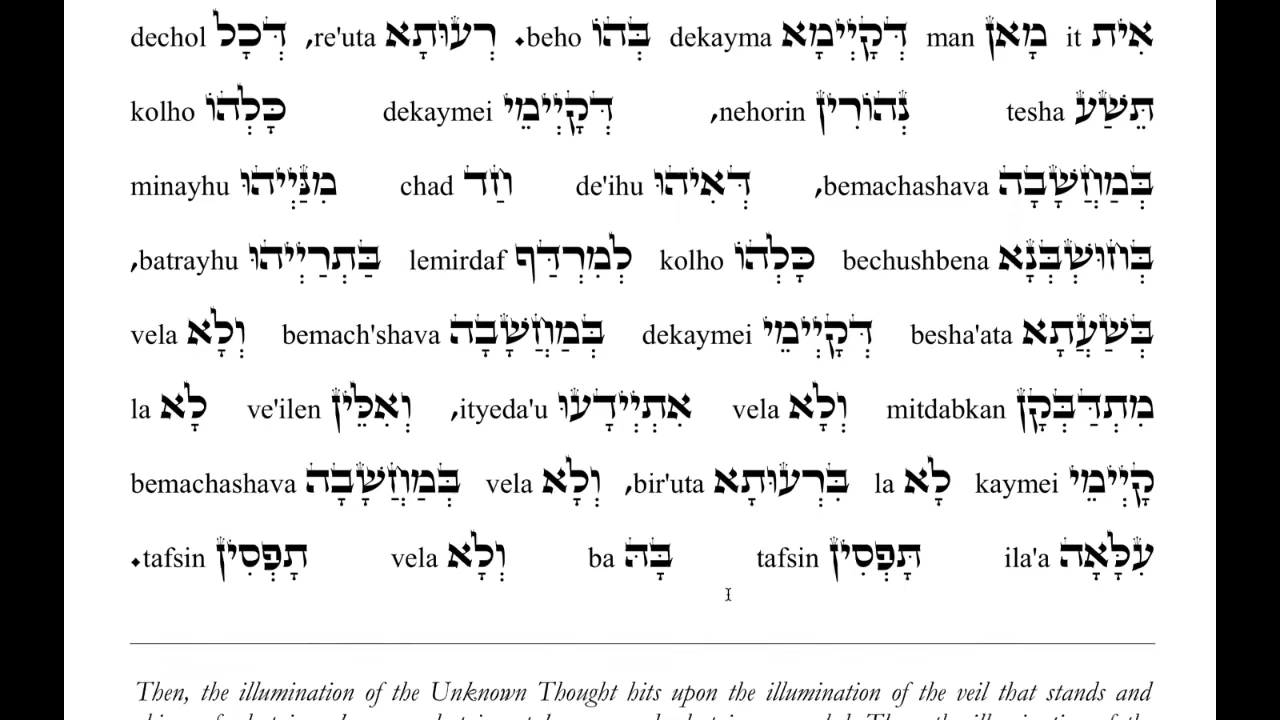 אִית it מָאן man דְּקָיְימָא dekayma בְּהוֹ beho. רְעוּתָא re'uta, דְּכָל dechol
תֵּשַׁע tesha נְהוֹרִין nehorin, דְּקָיְימֵי dekaymei כָּלְהוֹ kolho
בְּמַחֲשָׁבָה bemachashava, דְּאִיהוּ de'ihu חַד chad מִנַּיְיהוּ minayhu
בְּחוּשְׁבְּנָא bechushbena כָּלְהוֹ kolho לְמִרְדַּף lemirdaf בַּתְרַיְיהוּ batrayhu,
בְּשַׁעֲתָא besha'ata דְּקָיְימֵי dekaymei בְּמַחֲשָׁבָה bemach'shava וְלָא vela
מִתְדַּבְּקָן mitdabkan וְלָא vela אִתְיְידָעוּ ityeda'u, וְאִלֵּין ve'ilen לָא la
קָיְימֵי kaymei לָא la בִּרְעוּתָא bir'uta, וְלָא vela בְּמַחֲשָׁבָה bemachashava
עִלָּאָה ila'a תָּפְסִין tafsin בָּהּ ba וְלָא vela תָּפְסִין tafsin.
Then, the illumination of the Unknown Thought hits upon the illumination of the veil that stands and